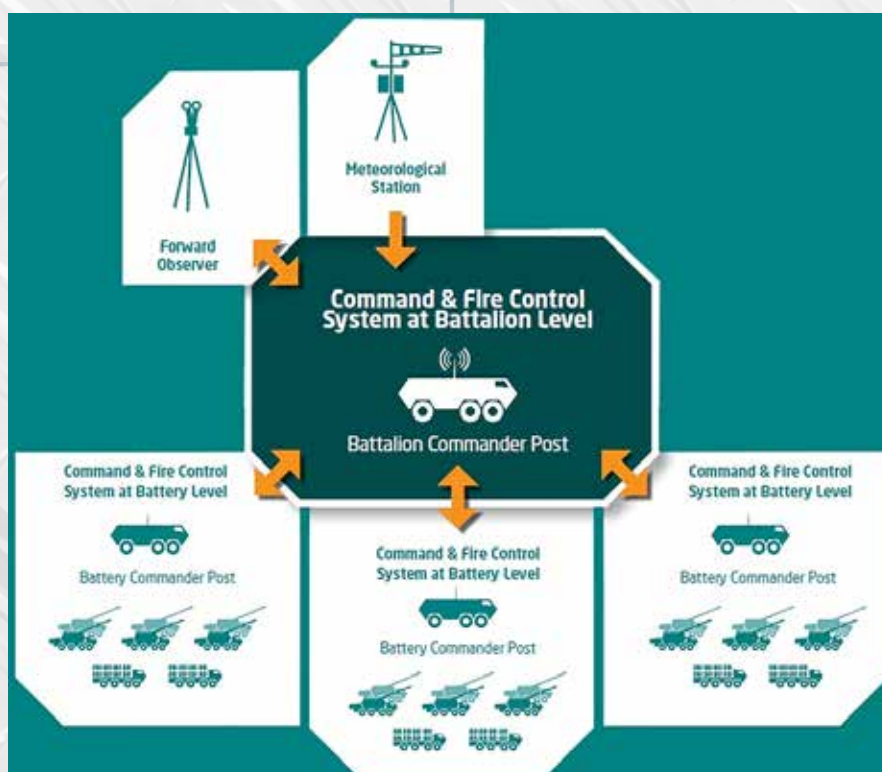 Meteorological
Station
Forward
Observer
Command & Fire Control
System at Battalion Level
Battalion Commander Post
Command & Fire Control
System at Battery Level
Battery Commander Post
Command & Fire Control
System at Battery Level
Battery Commander Post
Command & Fire Control
System at Battery Level
Battery Commander Post